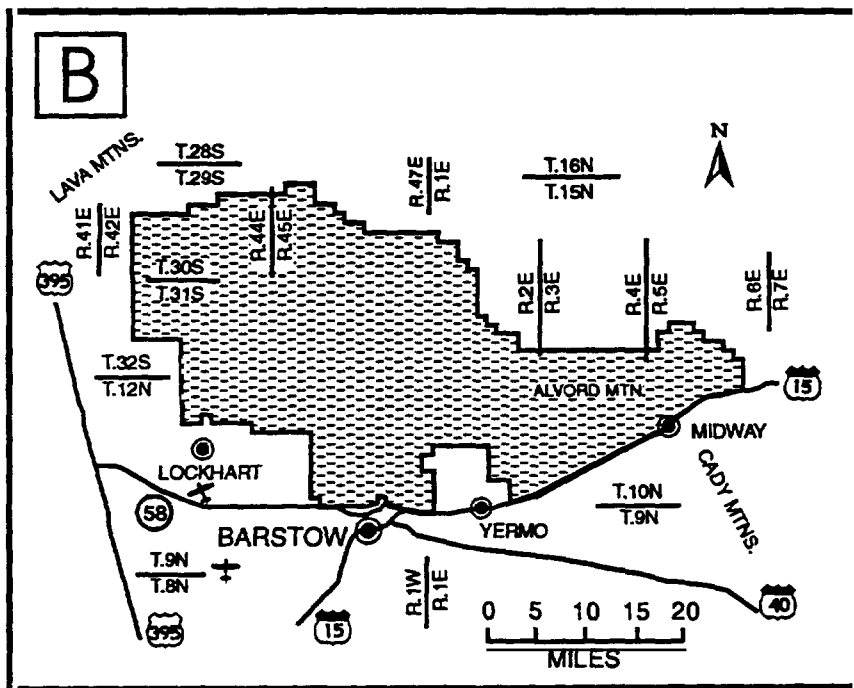 B
N
LAVA MTNS.
T.28S
T.29S
R.47E
R.1E
T.16N
T.15N
R.41E
R.42E
R.44E
R.45E
T.30S
T.31S
395
R.2E
R.3E
R.4E
R.5E
R.6E
R.7E
T.32S
T.12N
ALVORD MTN.
15
MIDWAY
LOCKHART
58
CADY MTNS.
T.10N
T.9N
BARSTOW
YERMO
T.9N
T.8N
R.1W
R.1E
395
15
40
0 5 10 15 20
MILES